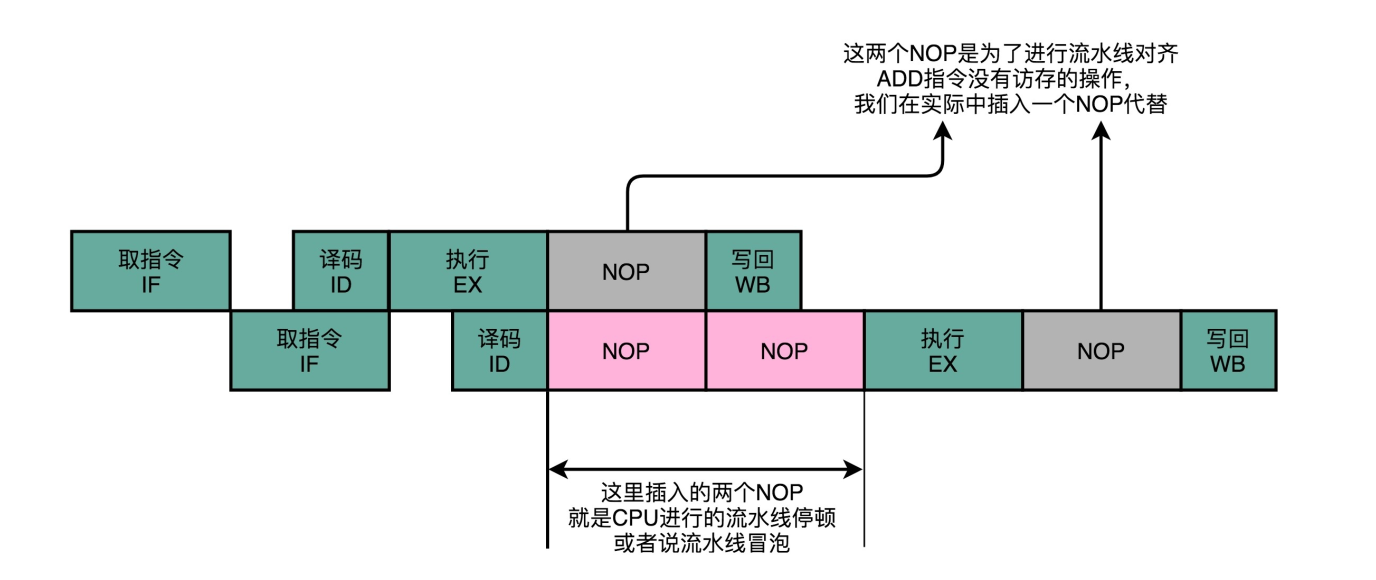 这两个NOP是为了进行流水线对齐
ADD指令没有访存的操作，
我们在实际中插入一个NOP代替
取指令
IF
译码
ID
执行
EX
NOP
写回
WB
取指令
IF
译码
ID
NOP
NOP
执行
EX
NOP
写回
WB
这里插入的两个NOP
就是CPU进行的流水线停顿
或者说流水线冒泡